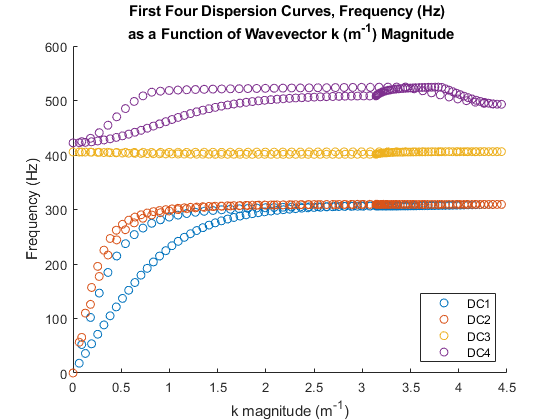 First Four Dispersion Curves, Frequency (Hz)
as a Function of Wavevector k (m⁻¹) Magnitude
600
500
400
300
200
100
0
Frequency (Hz)
0 0.5 1 1.5 2 2.5 3 3.5 4 4.5
k magnitude (m⁻¹)
DC1
DC2
DC3
DC4